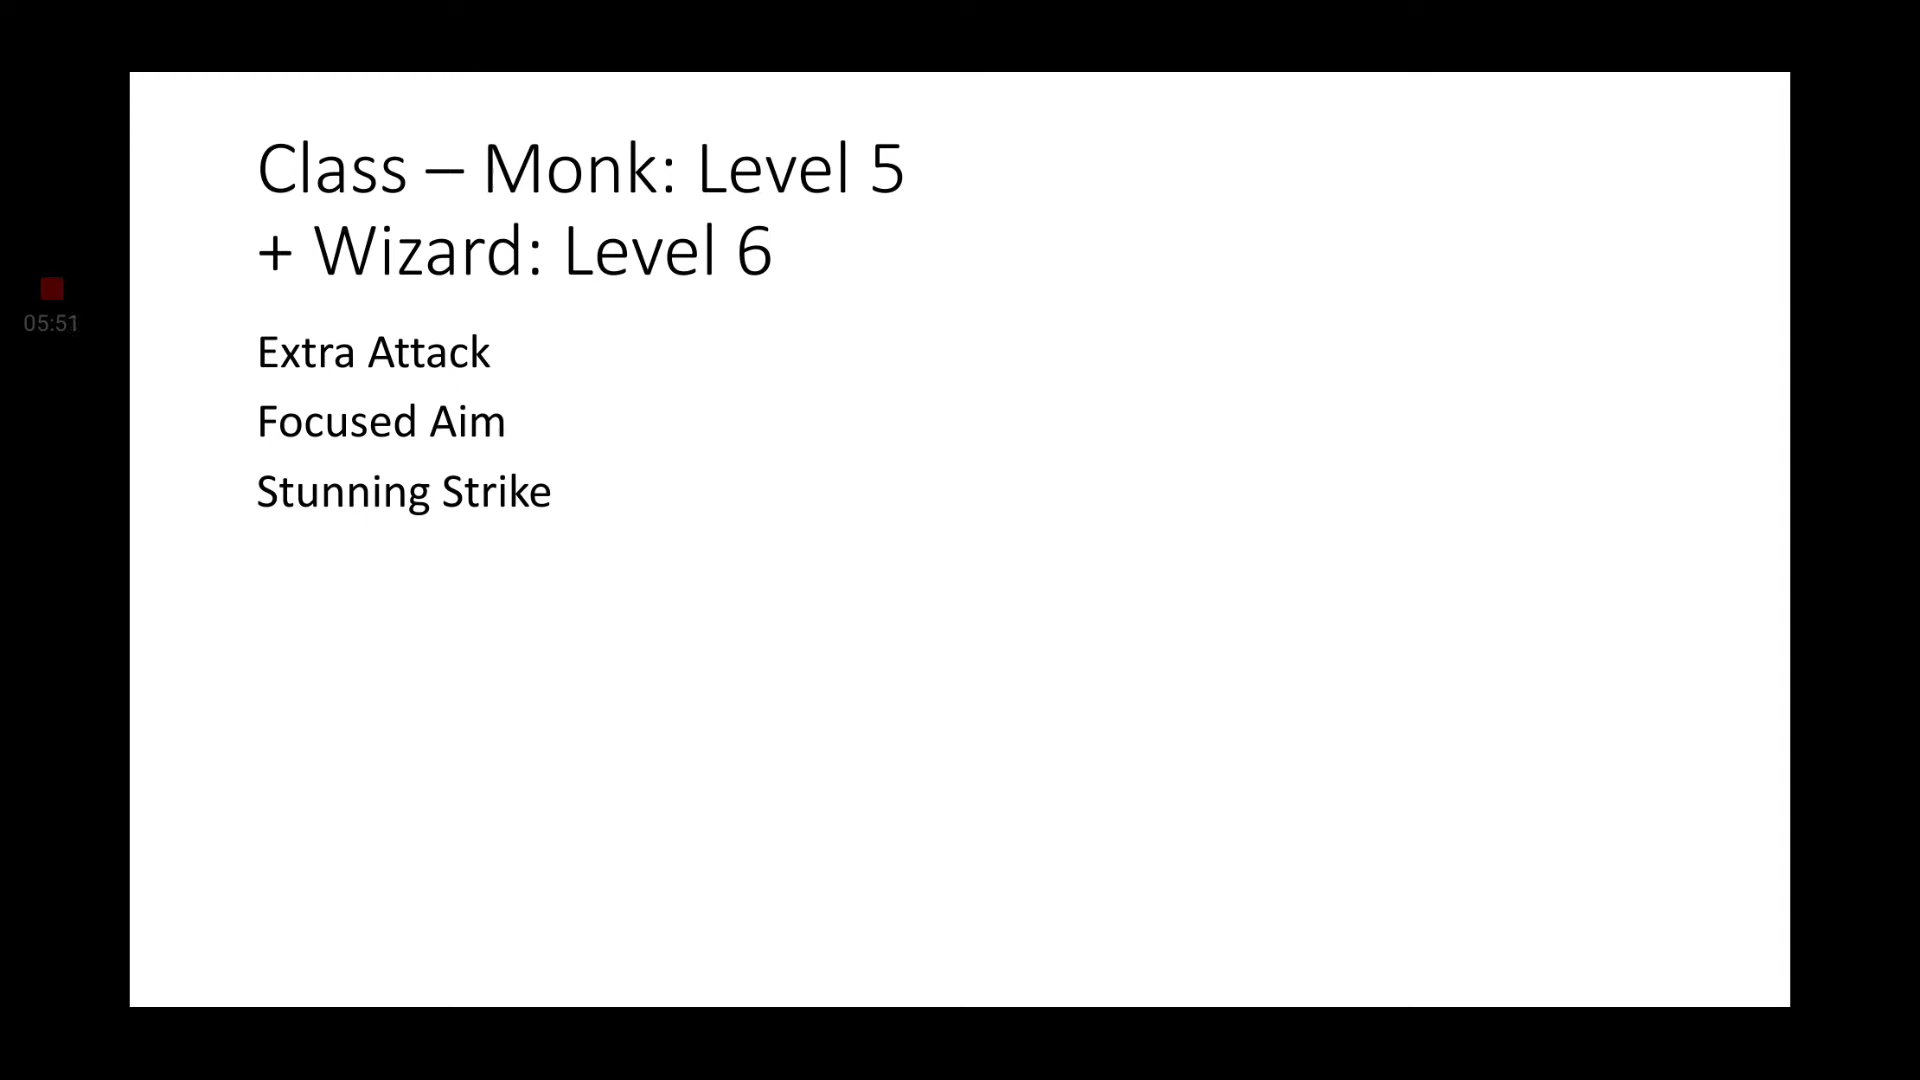 Class – Monk: Level 5
+ Wizard: Level 6
05:51
Extra Attack
Focused Aim
Stunning Strike